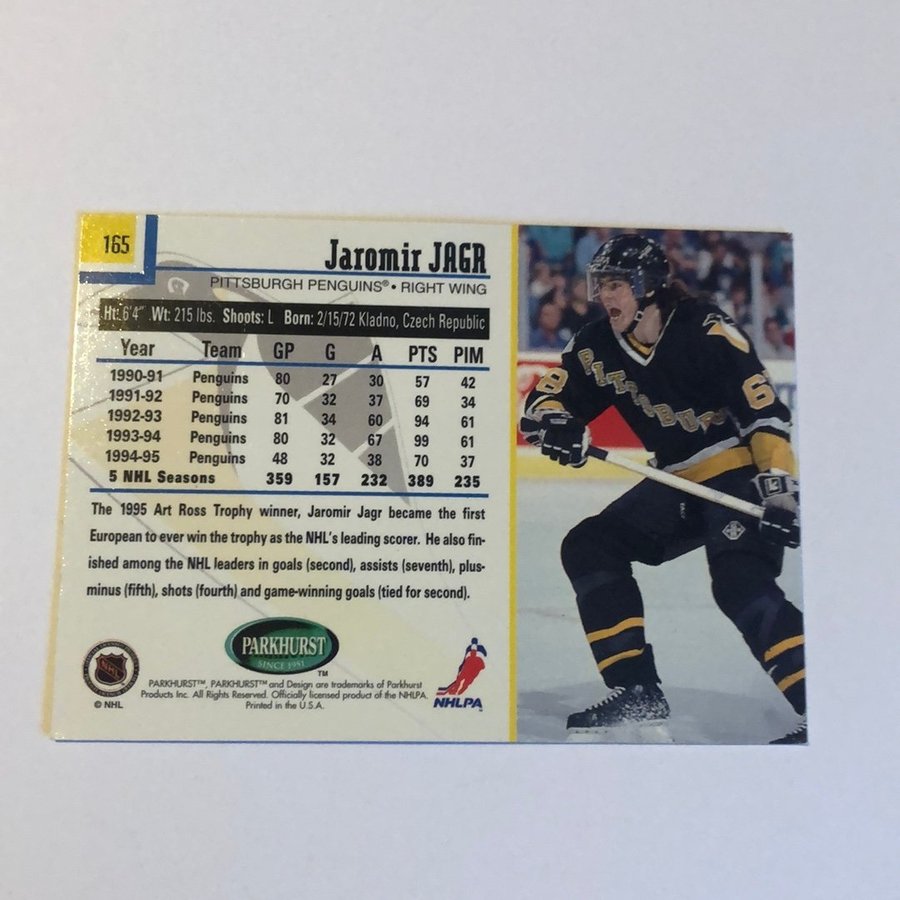 165
Jaromir JAGR
PITTSBURGH PENGUINS® • RIGHT WING
Ht: 6'4" Wt: 215 lbs. Shoots: L Born: 2/15/72 Kladno, Czech Republic
Year Team GP G A PTS PIM
1990-91 Penguins 80 27 30 57 42
1991-92 Penguins 70 32 37 69 34
1992-93 Penguins 81 34 60 94 61
1993-94 Penguins 80 32 67 99 61
1994-95 Penguins 48 32 38 70 37
5 NHL Seasons 359 157 232 389 235
The 1995 Art Ross Trophy winner, Jaromir Jagr became the first
European to ever win the trophy as the NHL's leading scorer. He also fin-
ished among the NHL leaders in goals (second), assists (seventh), plus-
minus (fifth), shots (fourth) and game-winning goals (tied for second).
PARKHURST
SINCE 1951
TM
NHL
© NHL
PARKHURST™, PARKHURST™ and Design are trademarks of Parkhurst
Products Inc. All Rights Reserved. Officially licensed product of the NHLPA.
Printed in the U.S.A.
NHLPA
PITTSBURGH
68